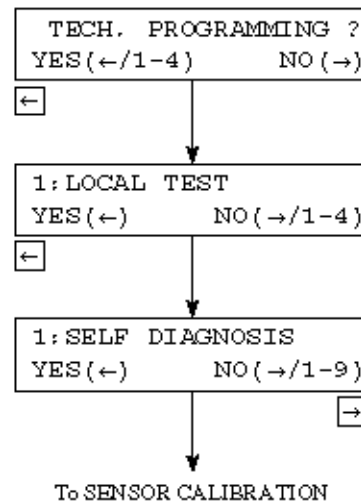 TECH. PROGRAMMING ?
YES(←/1-4) NO(→)
←
1:LOCAL TEST
YES(←) NO(→/1-4)
←
1:SELF DIAGNOSIS
YES(←) NO(→/1-9)
→
To SENSOR CALIBRATION